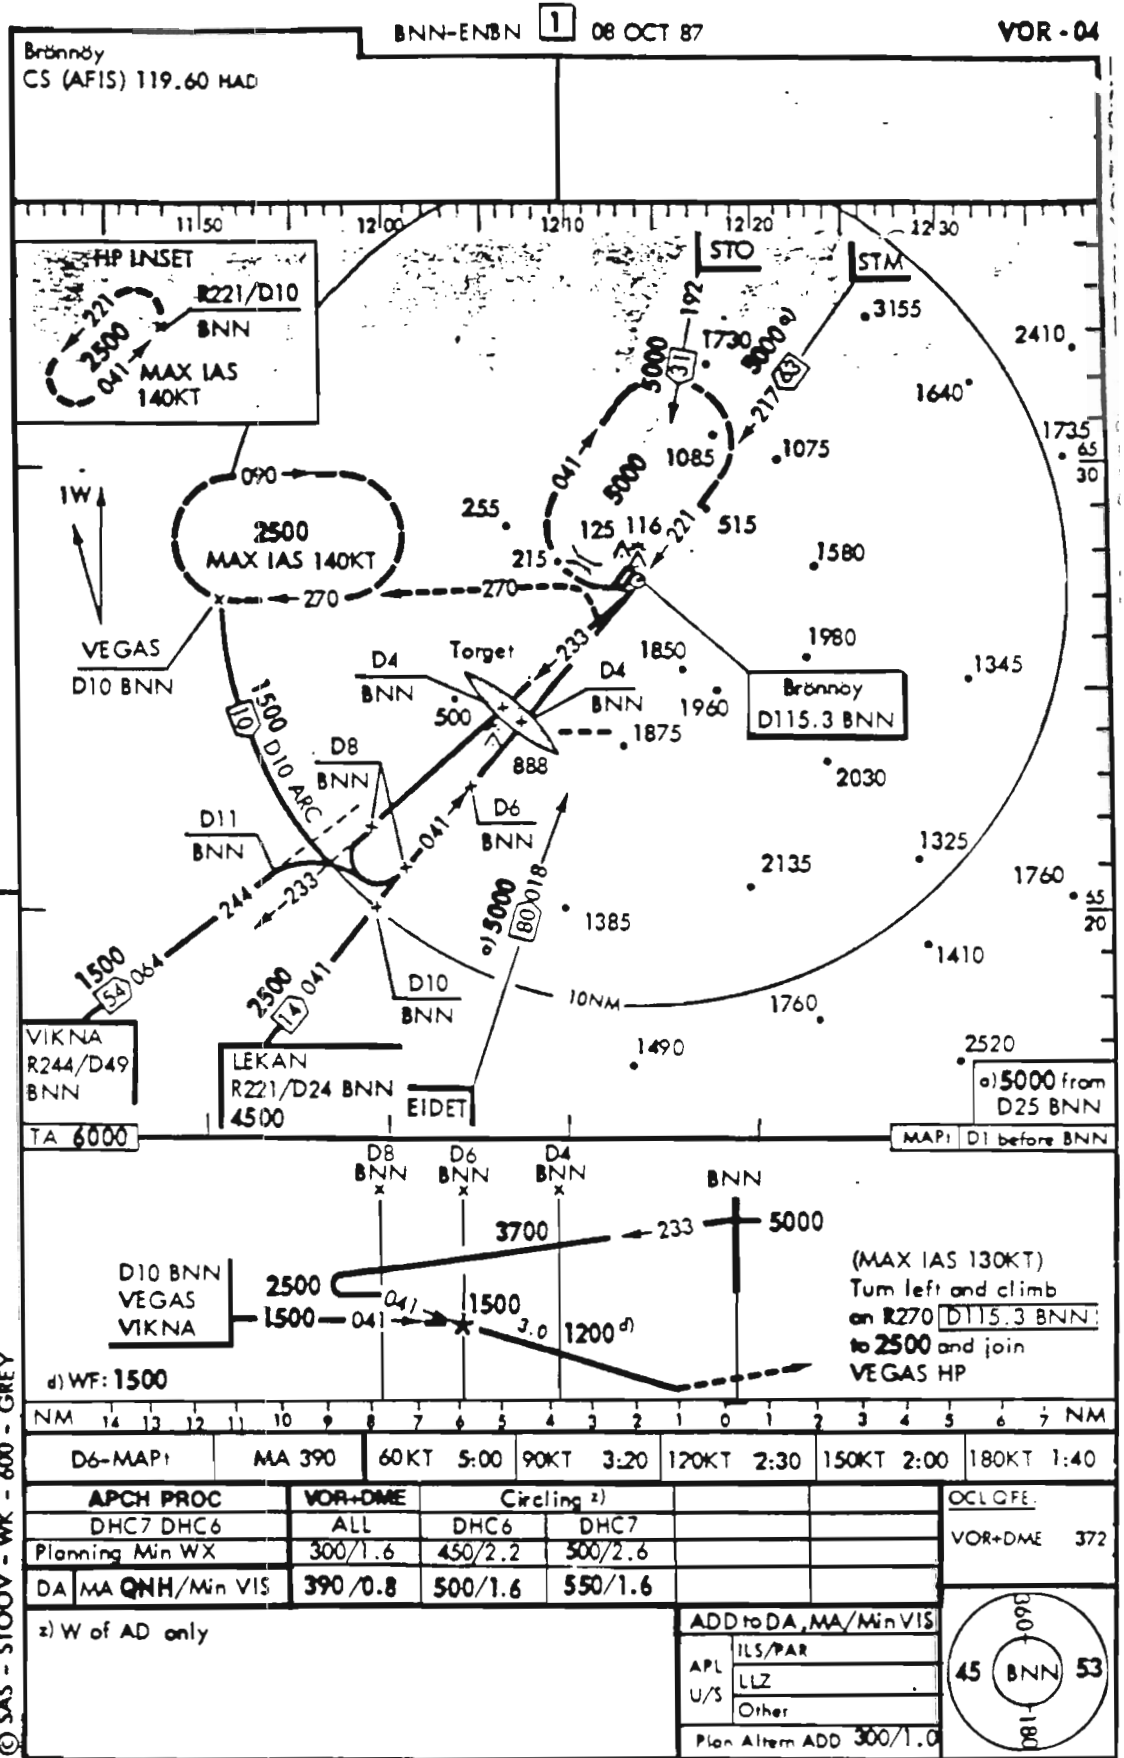 BNN-ENBN 1 08 OCT 87
VOR - 04
Brönnöy
CS (AFIS) 119.60 HAD
11 50 12 00 12 10 12 20 12 30
HP INSET
221
2500
041
R221/D10
BNN
MAX IAS
140KT
STO
192
31
5000
STM
217
63
5000 a)
3155
T730
2410
1640
1735
65
30
1085
1075
041
5000
221
515
255
125 116
215
1580
1W
090
2500
MAX IAS 140KT
270
270
VEGAS
D10 BNN
233
Torget
D4
BNN
500
D4
BNN
888
1850
1960
1875
1980
1345
Brönnöy
D115.3 BNN
2030
1500
10
D10 ARC
D8
BNN
D11
BNN
041
D6
BNN
1325
2135
1760
55
20
244
233
a) 5000
80
018
1385
1410
1500
54
064
2500
14
041
D10
BNN
10NM
1760
1490
2520
VIKNA
R244/D49
BNN
LEKAN
R221/D24 BNN
4500
EIDET
a) 5000 from
D25 BNN
TA 6000
MAPt D1 before BNN
D8 D6 D4
BNN BNN BNN
BNN
3700 233 5000
D10 BNN
VEGAS
VIKNA
2500 041
1500 041
1500
3.0
1200 d)
(MAX IAS 130KT)
Turn left and climb
on R270 D115.3 BNN
to 2500 and join
VEGAS HP
d) WF: 1500
NM 14 13 12 11 10 9 8 7 6 5 4 3 2 1 0 1 2 3 4 5 6 7 NM
D6-MAPt MA 390 60KT 5:00 90KT 3:20 120KT 2:30 150KT 2:00 180KT 1:40
APCH PROC VOR+DME Circling z)
DHC7 DHC6 ALL DHC6 DHC7
Planning Min WX 300/1.6 450/2.2 500/2.6
DA MA QNH/Min VIS 390/0.8 500/1.6 550/1.6
OCL QFE
VOR+DME 372
z) W of AD only
ADD to DA, MA/Min VIS
APL
U/S
ILS/PAR
LLZ
Other
Plan Altern ADD 300/1.0
360
45 BNN 53
180
© SAS - STOOV - WK - 600 - GREY